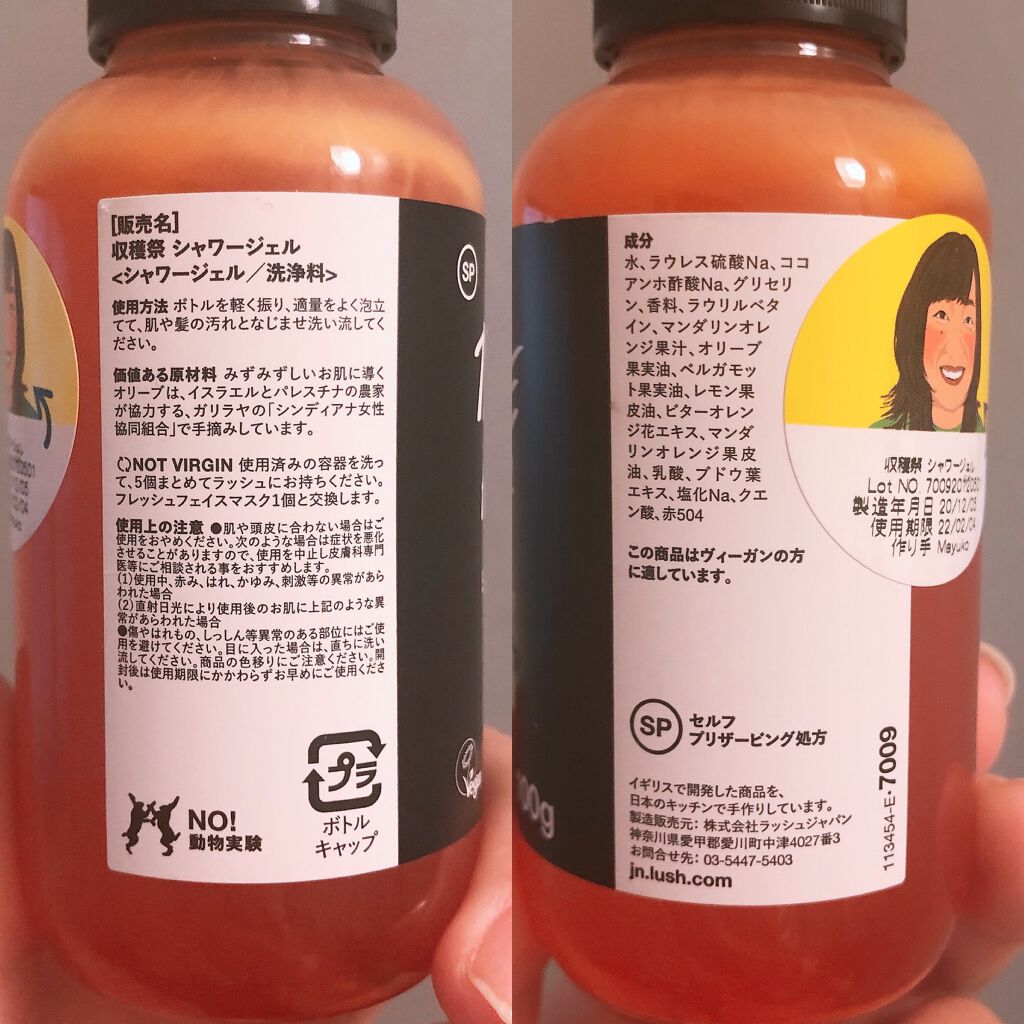 [販売名]
収穫祭 シャワージェル
<シャワージェル／洗浄料>
使用方法 ボトルを軽く振り、適量をよく泡立
てて、肌や髪の汚れとなじませ洗い流してく
ださい。
価値ある原材料 みずみずしいお肌に導く
オリーブは、イスラエルとパレスチナの農家
が協力する、ガリラヤの「シンディアナ女性
協同組合」で手摘みしています。
NOT VIRGIN 使用済みの容器を洗っ
て、5個まとめてラッシュにお持ちください。
フレッシュフェイスマスク1個と交換します。
使用上の注意 ●肌や頭皮に合わない場合はご
使用をおやめください。次のような場合は症状を悪化
させることがありますので、使用を中止し皮膚科専門
医等にご相談される事をおすすめします。
(1)使用中、赤み、はれ、かゆみ、刺激等の異常があら
われた場合
(2)直射日光により使用後のお肌に上記のような異
常があらわれた場合
●傷やはれもの、しっしん等異常のある部位にはご使
用を避けてください。目に入った場合は、直ちに洗い
流してください。商品の色移りにご注意ください。開
封後は使用期限にかかわらずお早めにご使用くださ
い。
NO!
動物実験
プラ
ボトル
キャップ
SP
Vegan
成分
水、ラウレス硫酸Na、ココ
アンホ酢酸Na、グリセリ
ン、香料、ラウリルベタ
イン、マンダリンオレ
ンジ果汁、オリーブ
果実油、ベルガモッ
ト果実油、レモン果
皮油、ビターオレン
ジ花エキス、マンダ
リンオレンジ果皮
油、乳酸、ブドウ葉
エキス、塩化Na、クエ
ン酸、赤504
この商品はヴィーガンの方
に適しています。
SP
セルフ
プリザービング処方
イギリスで開発した商品を、
日本のキッチンで手作りしています。
製造販売元：株式会社ラッシュジャパン
神奈川県愛甲郡愛川町中津4027番3
お問合せ先：03-5447-5403
jn.lush.com
113454-E・7009
00g
収穫祭 シャワージェル
Lot NO.
製造年月日 20/12/05
使用期限 22/02/04
作り手 Mayuko